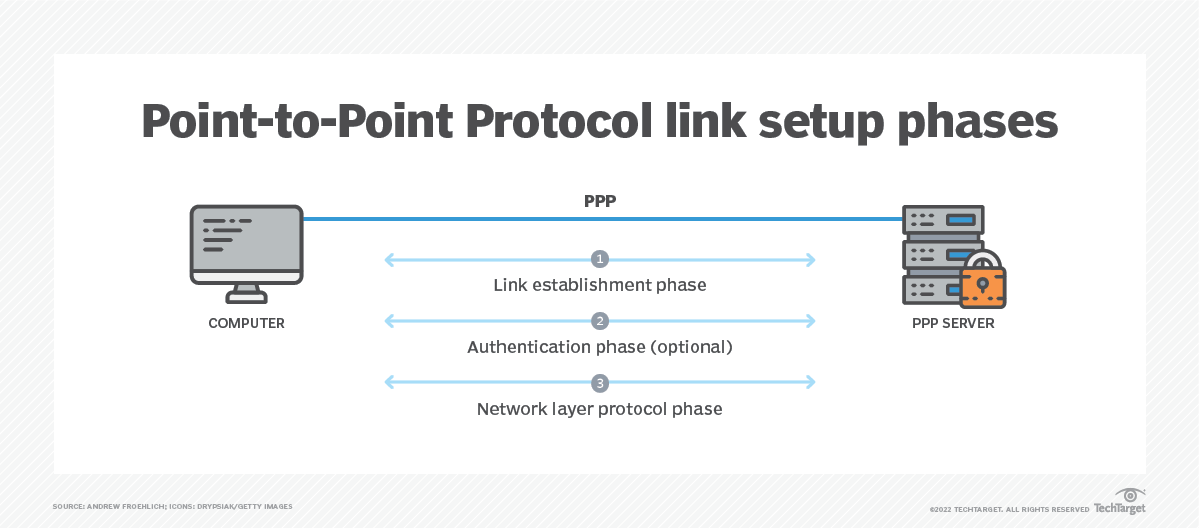 Point-to-Point Protocol link setup phases
PPP
1
Link establishment phase
2
Authentication phase (optional)
3
Network layer protocol phase
COMPUTER
PPP SERVER
SOURCE: ANDREW FROEHLICH; ICONS: DRYPSIAK/GETTY IMAGES
©2022 TECHTARGET. ALL RIGHTS RESERVED
TechTarget